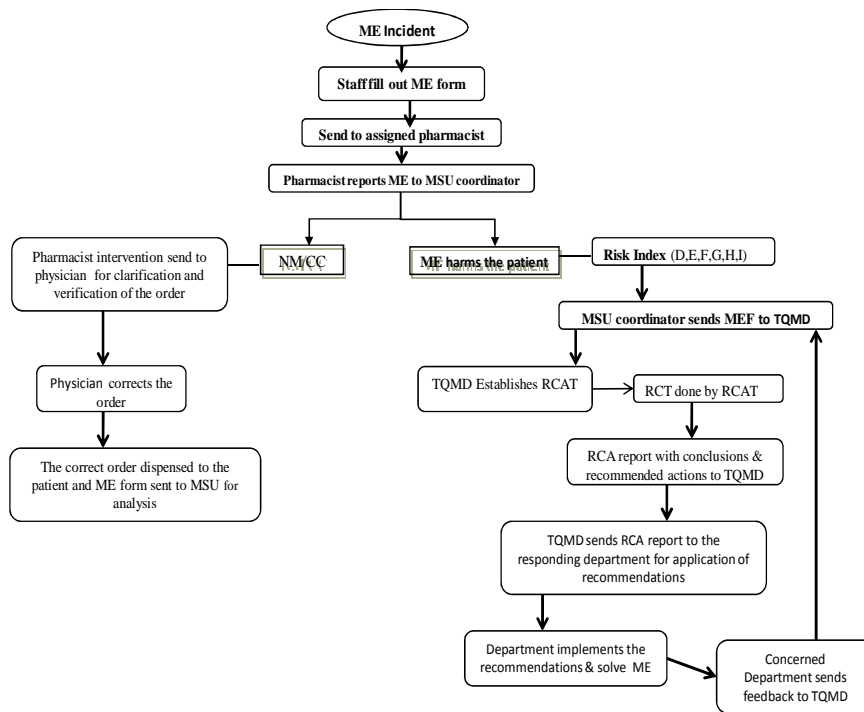 ME Incident
Staff fill out ME form
Send to assigned pharmacist
Pharmacist reports ME to MSU coordinator
Pharmacist intervention send to
physician for clarification and
verification of the order
NM/CC
ME harms the patient
Risk Index (D,E,F,G,H,I)
MSU coordinator sends MEF to TQMD
Physician corrects the
order
TQMD Establishes RCAT
RCT done by RCAT
The correct order dispensed to the
patient and ME form sent to MSU for
analysis
RCA report with conclusions &
recommended actions to TQMD
TQMD sends RCA report to the
responding department for application of
recommendations
Department implements the
recommendations & solve ME
Concerned
Department sends
feedback to TQMD